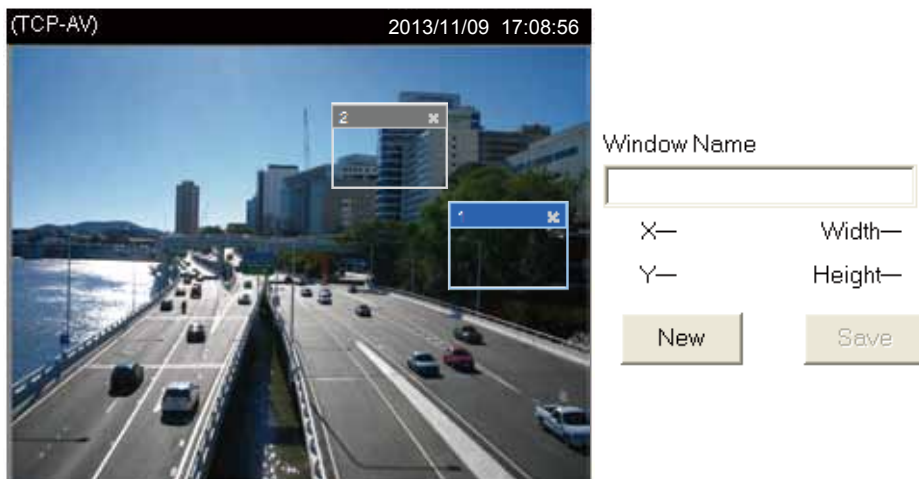 (TCP-AV) 2013/11/09 17:08:56
2 ✖
1 ✖
Window Name
X— Width—
Y— Height—
New Save